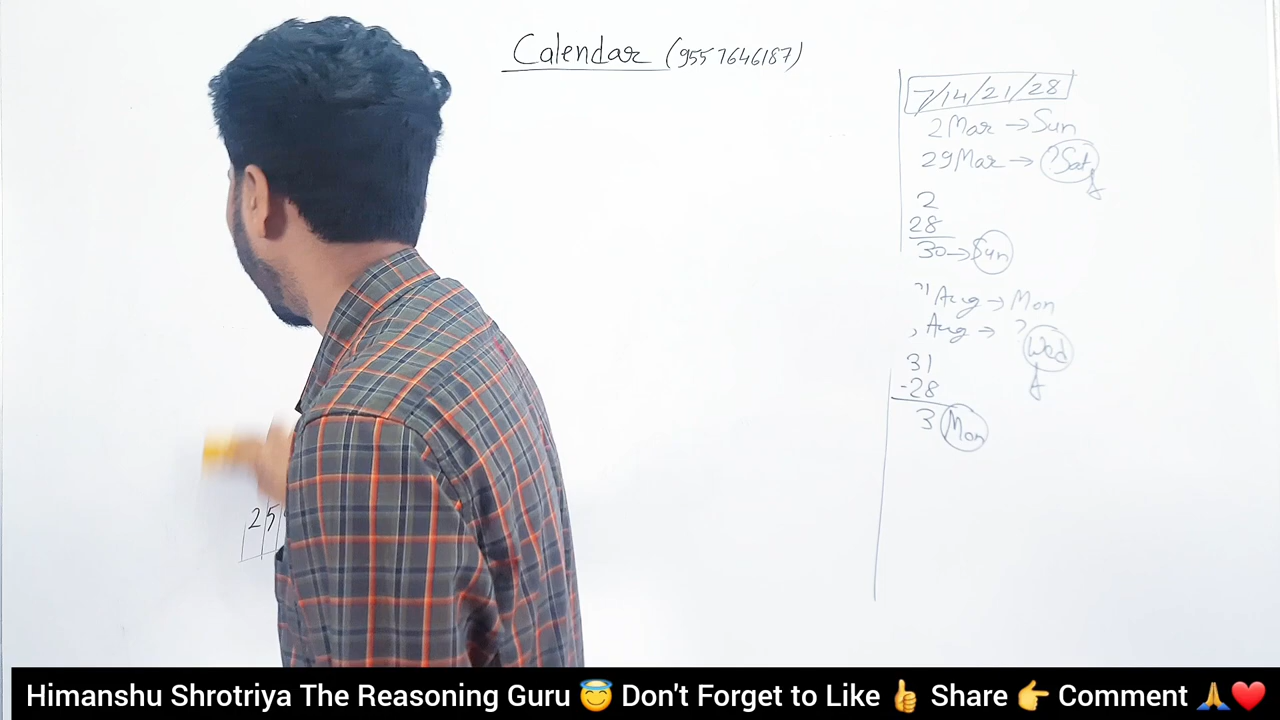 Calendar (9557646187)
7/14/21/28
2 Mar → Sun
29 Mar → ? Sat
2
28
30 → Sun
Aug → Mon
Aug → ?
Wed
31
-28
3 Mon
25
Himanshu Shrotriya The Reasoning Guru 😇 Don't Forget to Like 👍 Share 👉 Comment 🙏❤️